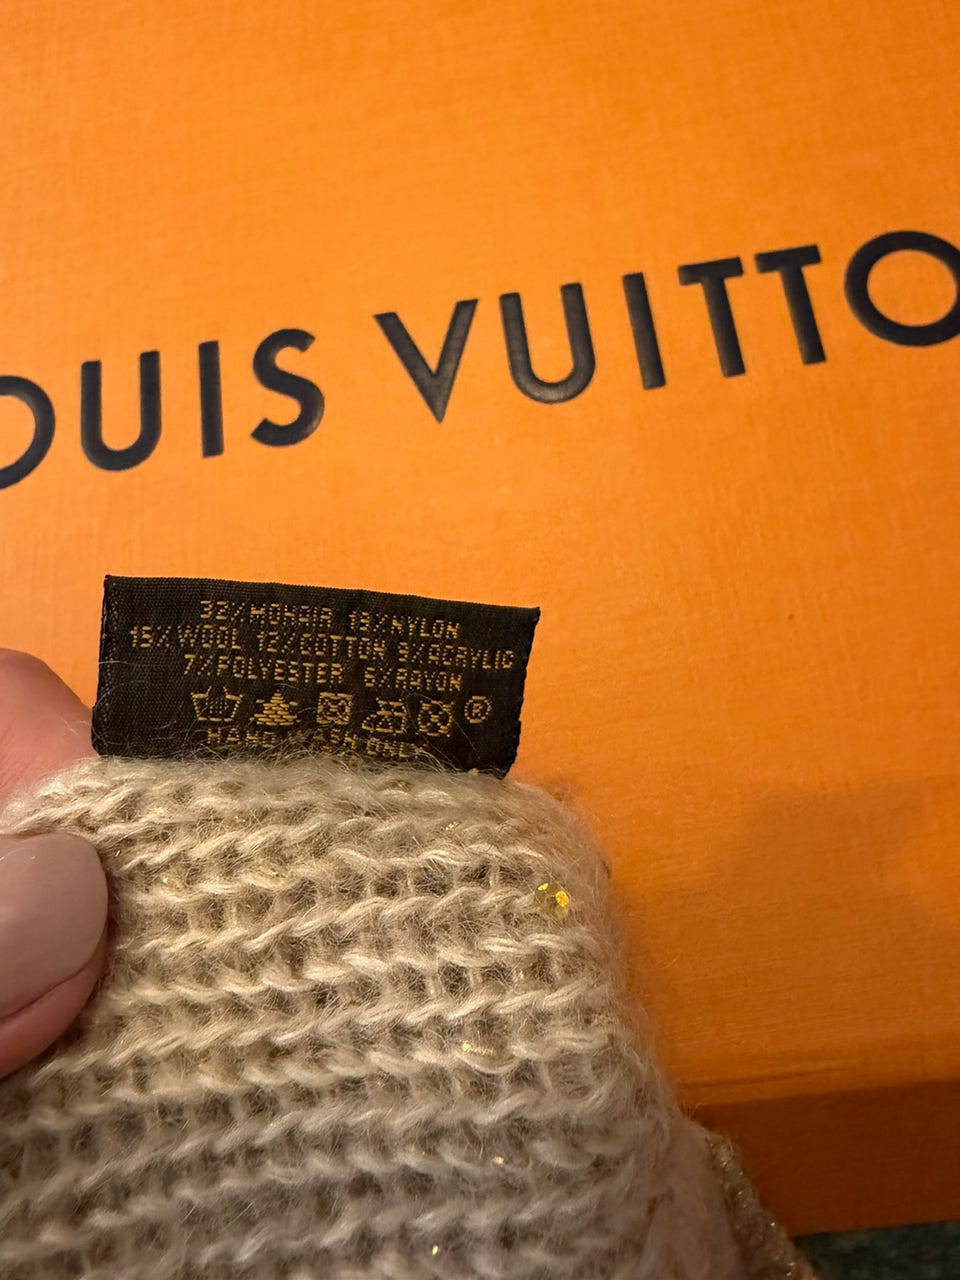 OUIS VUITTO
32% MOHAIR 19% NYLON
15% WOOL 12% COTTON 9% ACRYLIC
7% POLYESTER 6% RAYON
®
HAND WASH ONLY